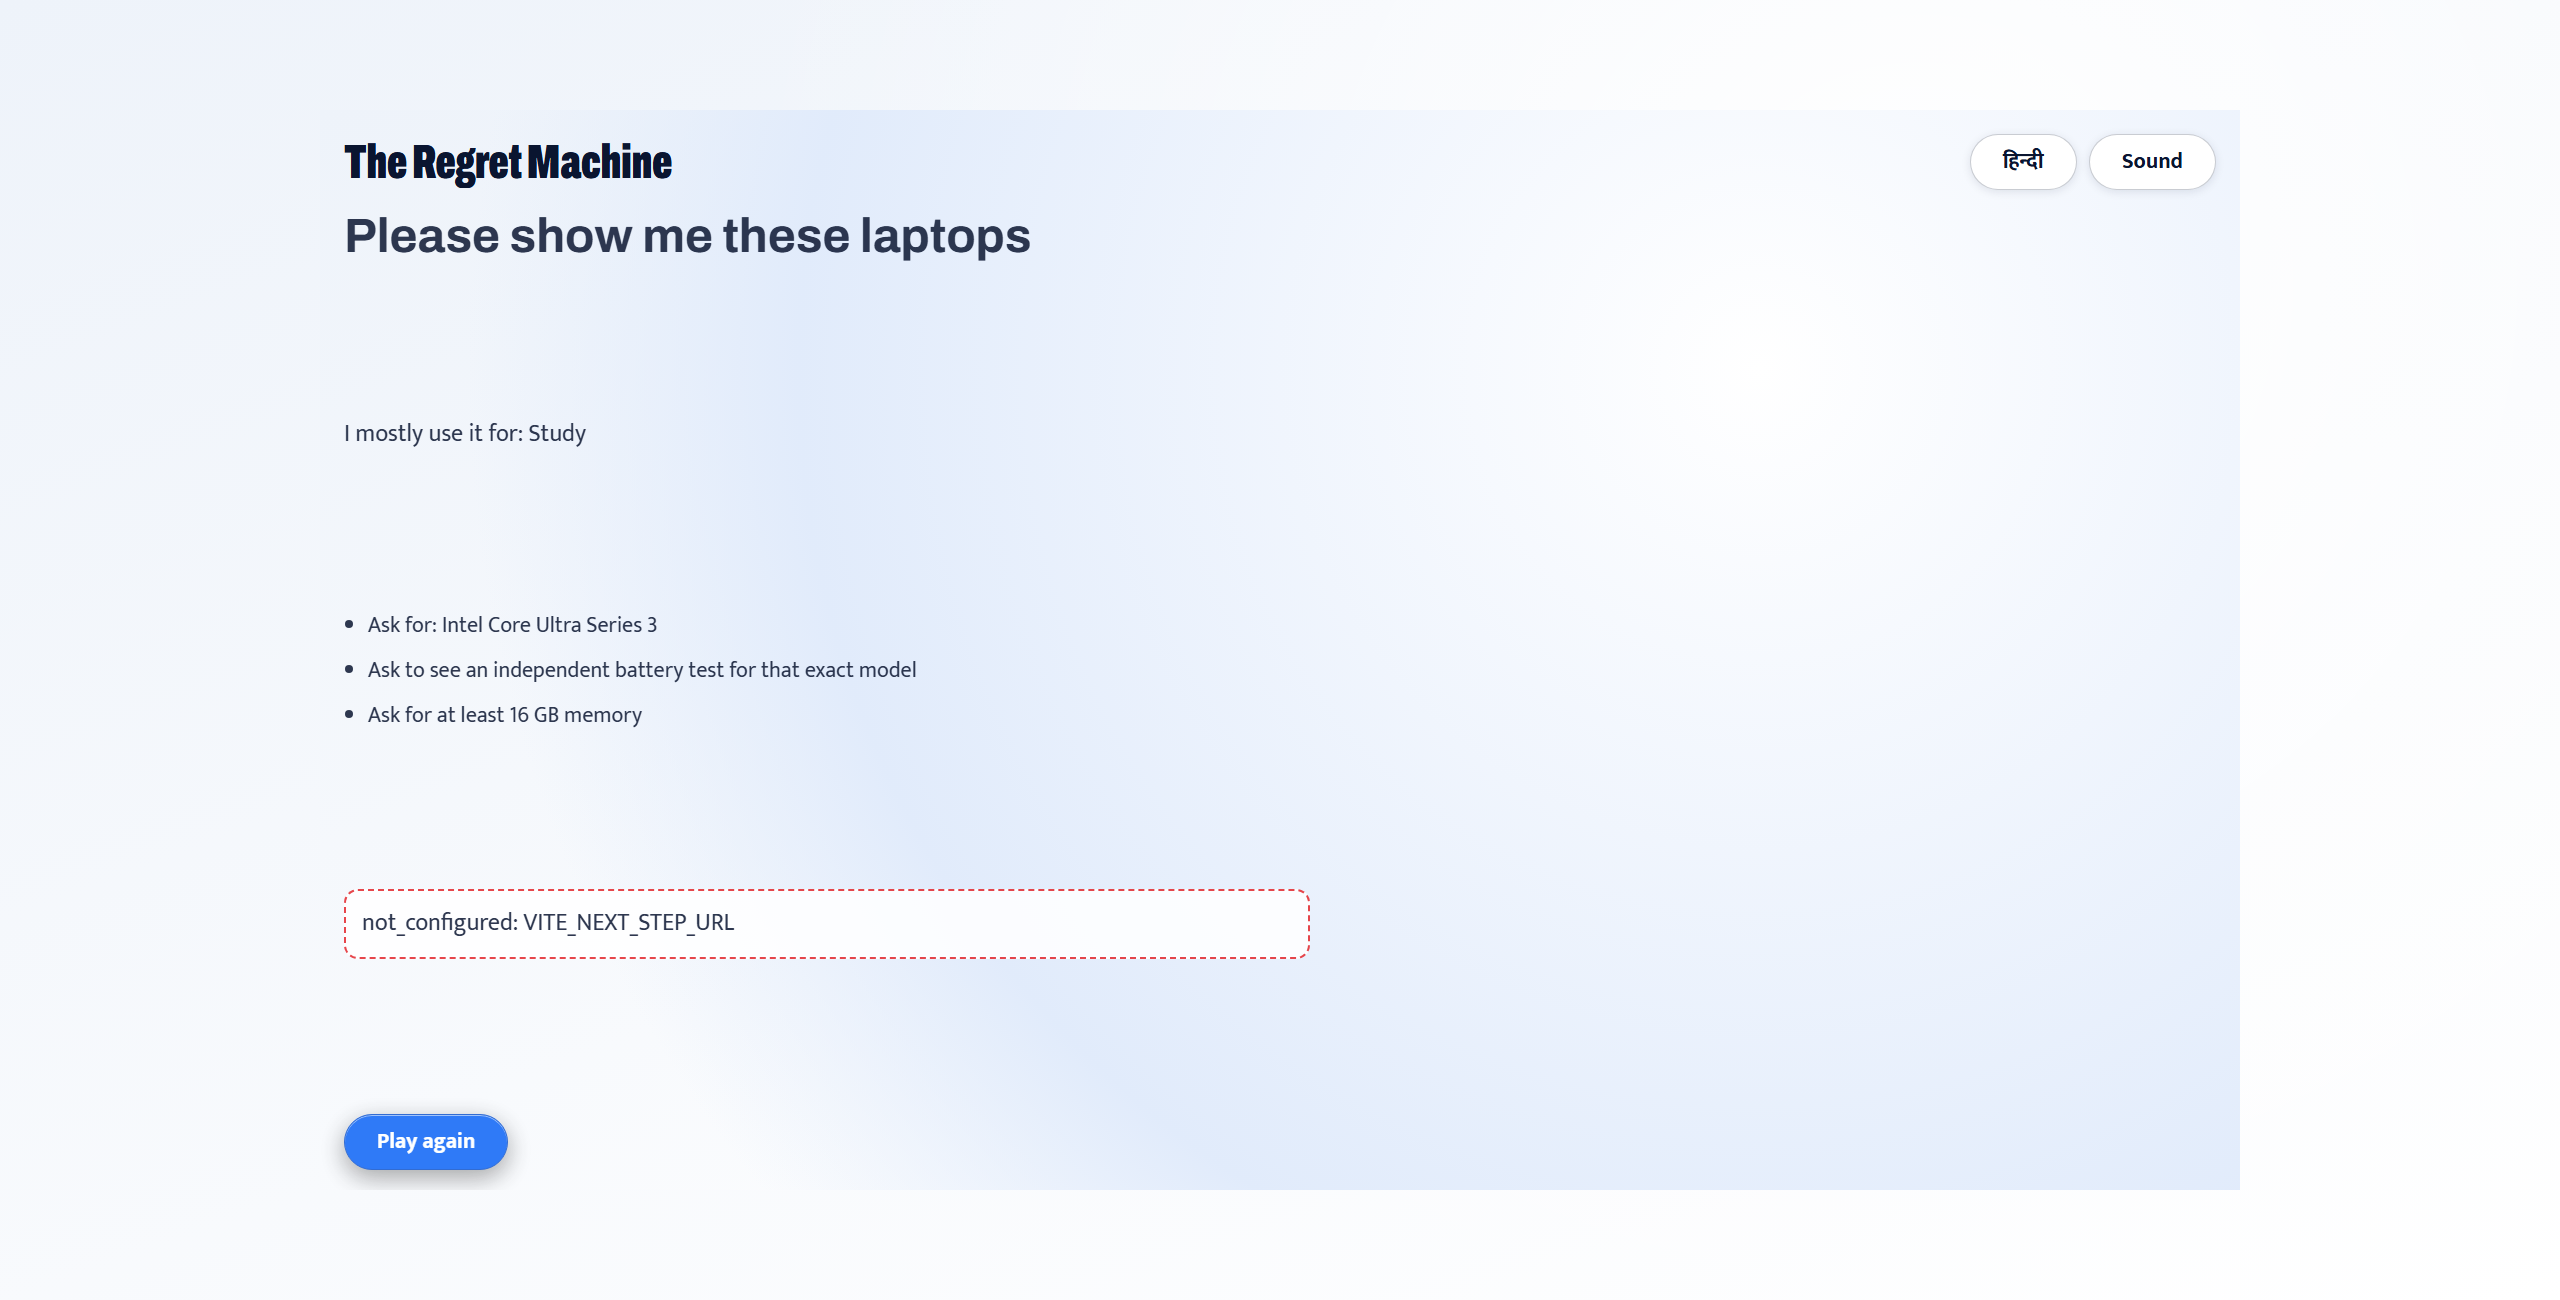 The Regret Machine
हिन्दी
Sound
Please show me these laptops
I mostly use it for: Study
Ask for: Intel Core Ultra Series 3
Ask to see an independent battery test for that exact model
Ask for at least 16 GB memory
not_configured: VITE_NEXT_STEP_URL
Play again